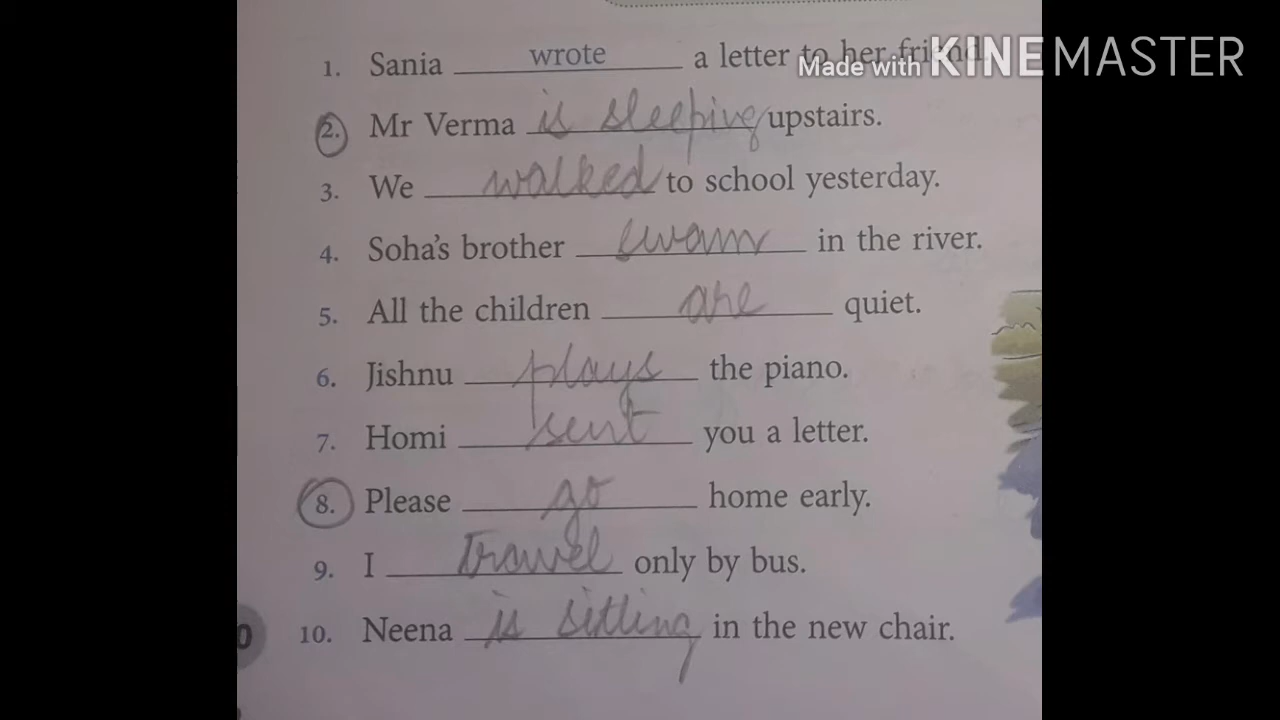 1. Sania wrote a letter to her friend.
Made with KINEMASTER
2. Mr Verma is sleeping upstairs.
3. We walked to school yesterday.
4. Soha's brother swam in the river.
5. All the children are quiet.
6. Jishnu plays the piano.
7. Homi sent you a letter.
8. Please go home early.
9. I Travel only by bus.
10. Neena is sitting in the new chair.
0